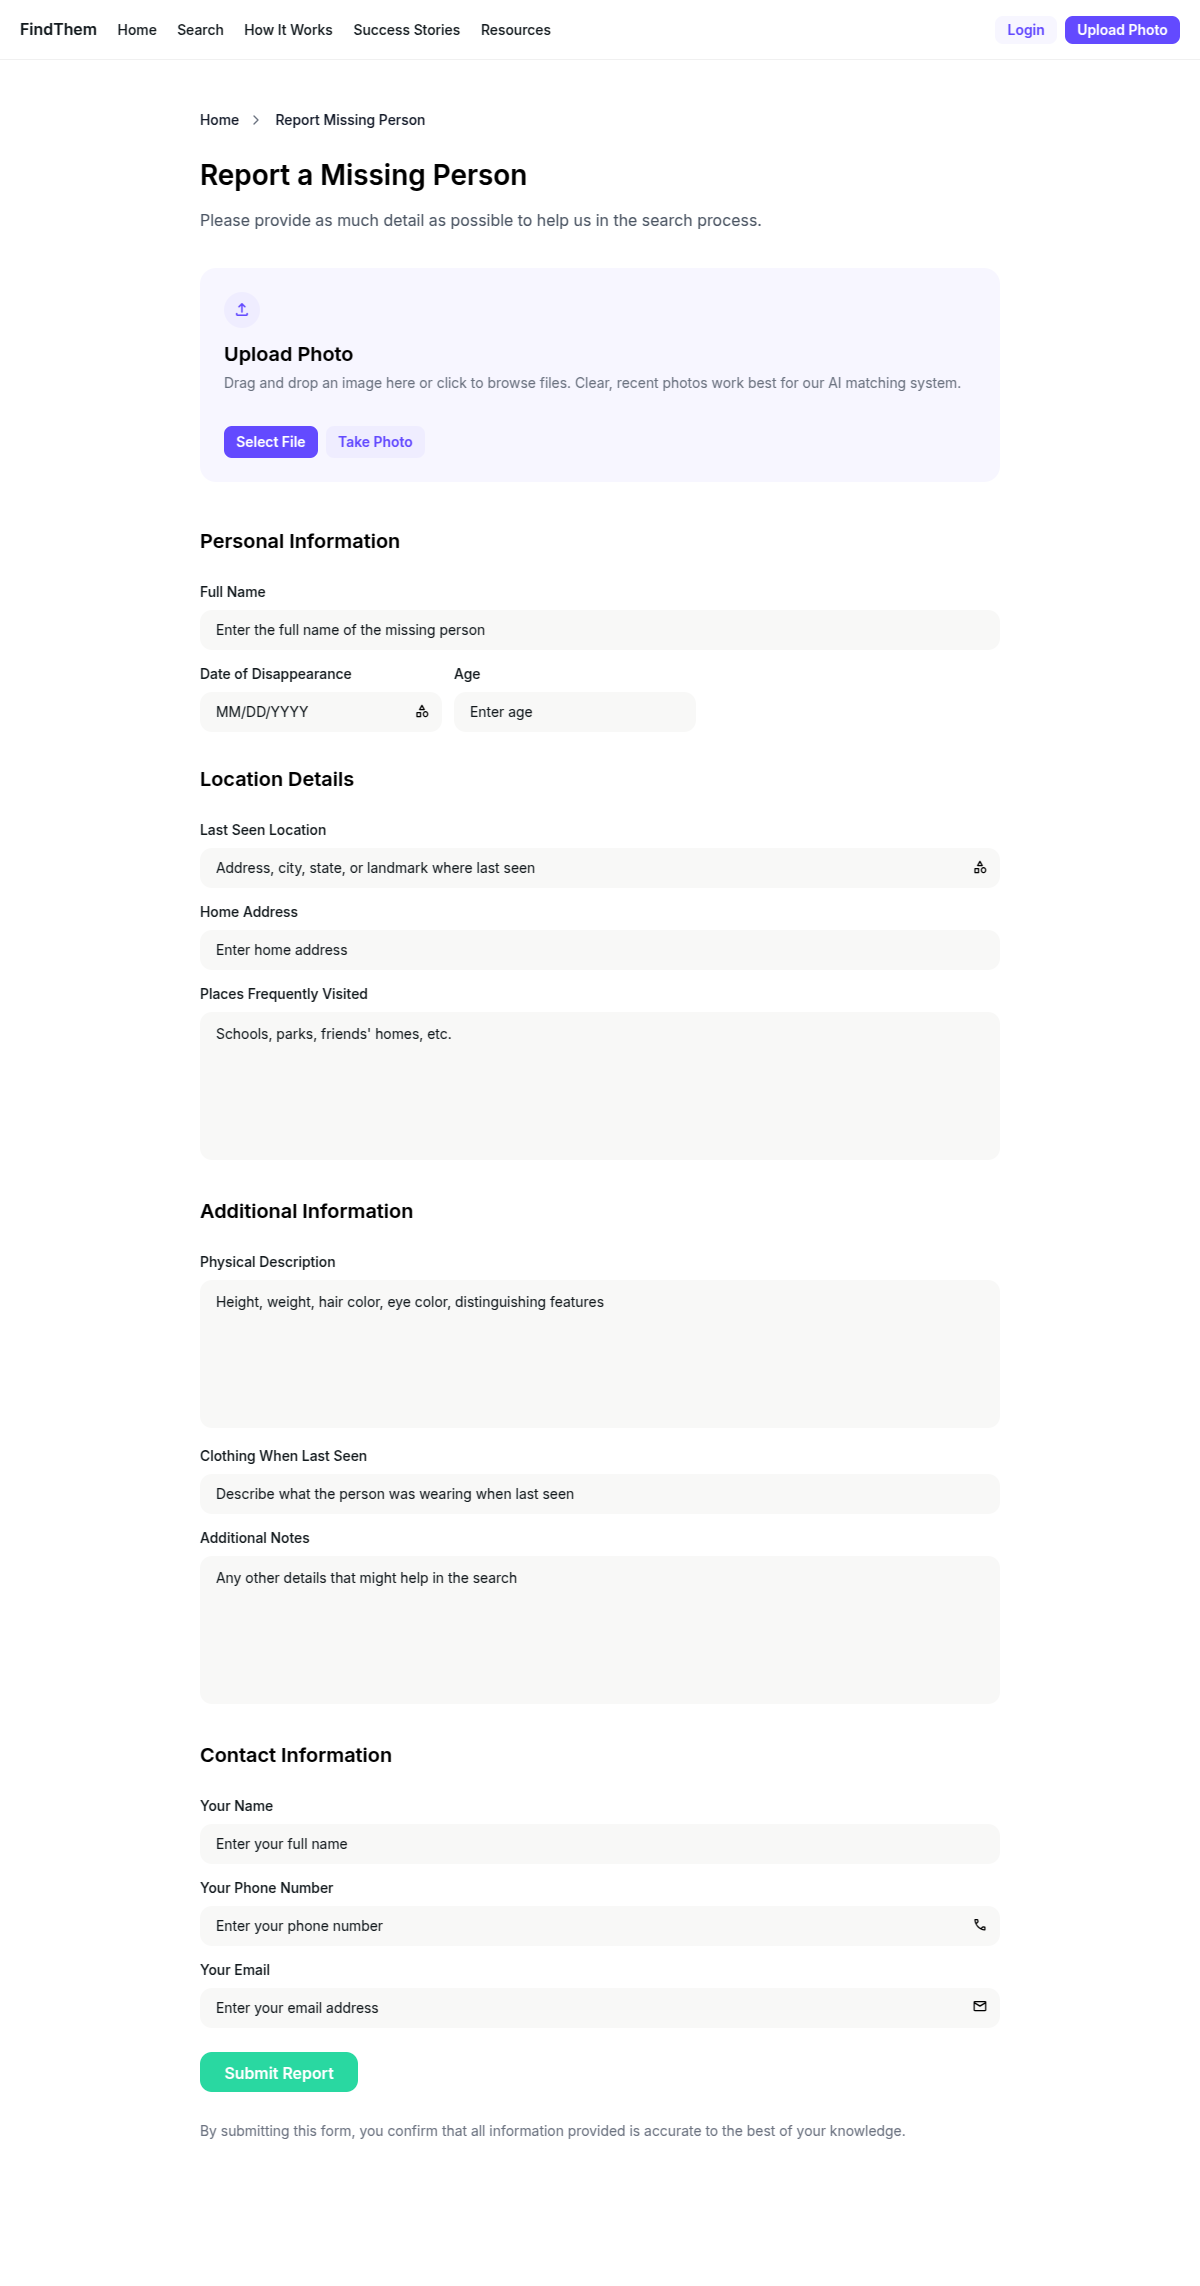 FindThem Home Search How It Works Success Stories Resources Login Upload Photo
Home Report Missing Person
Report a Missing Person
Please provide as much detail as possible to help us in the search process.
Upload Photo
Drag and drop an image here or click to browse files. Clear, recent photos work best for our AI matching system.
Select File Take Photo
Personal Information
Full Name
Enter the full name of the missing person
Date of Disappearance Age
MM/DD/YYYY Enter age
Location Details
Last Seen Location
Address, city, state, or landmark where last seen
Home Address
Enter home address
Places Frequently Visited
Schools, parks, friends' homes, etc.
Additional Information
Physical Description
Height, weight, hair color, eye color, distinguishing features
Clothing When Last Seen
Describe what the person was wearing when last seen
Additional Notes
Any other details that might help in the search
Contact Information
Your Name
Enter your full name
Your Phone Number
Enter your phone number
Your Email
Enter your email address
Submit Report
By submitting this form, you confirm that all information provided is accurate to the best of your knowledge.